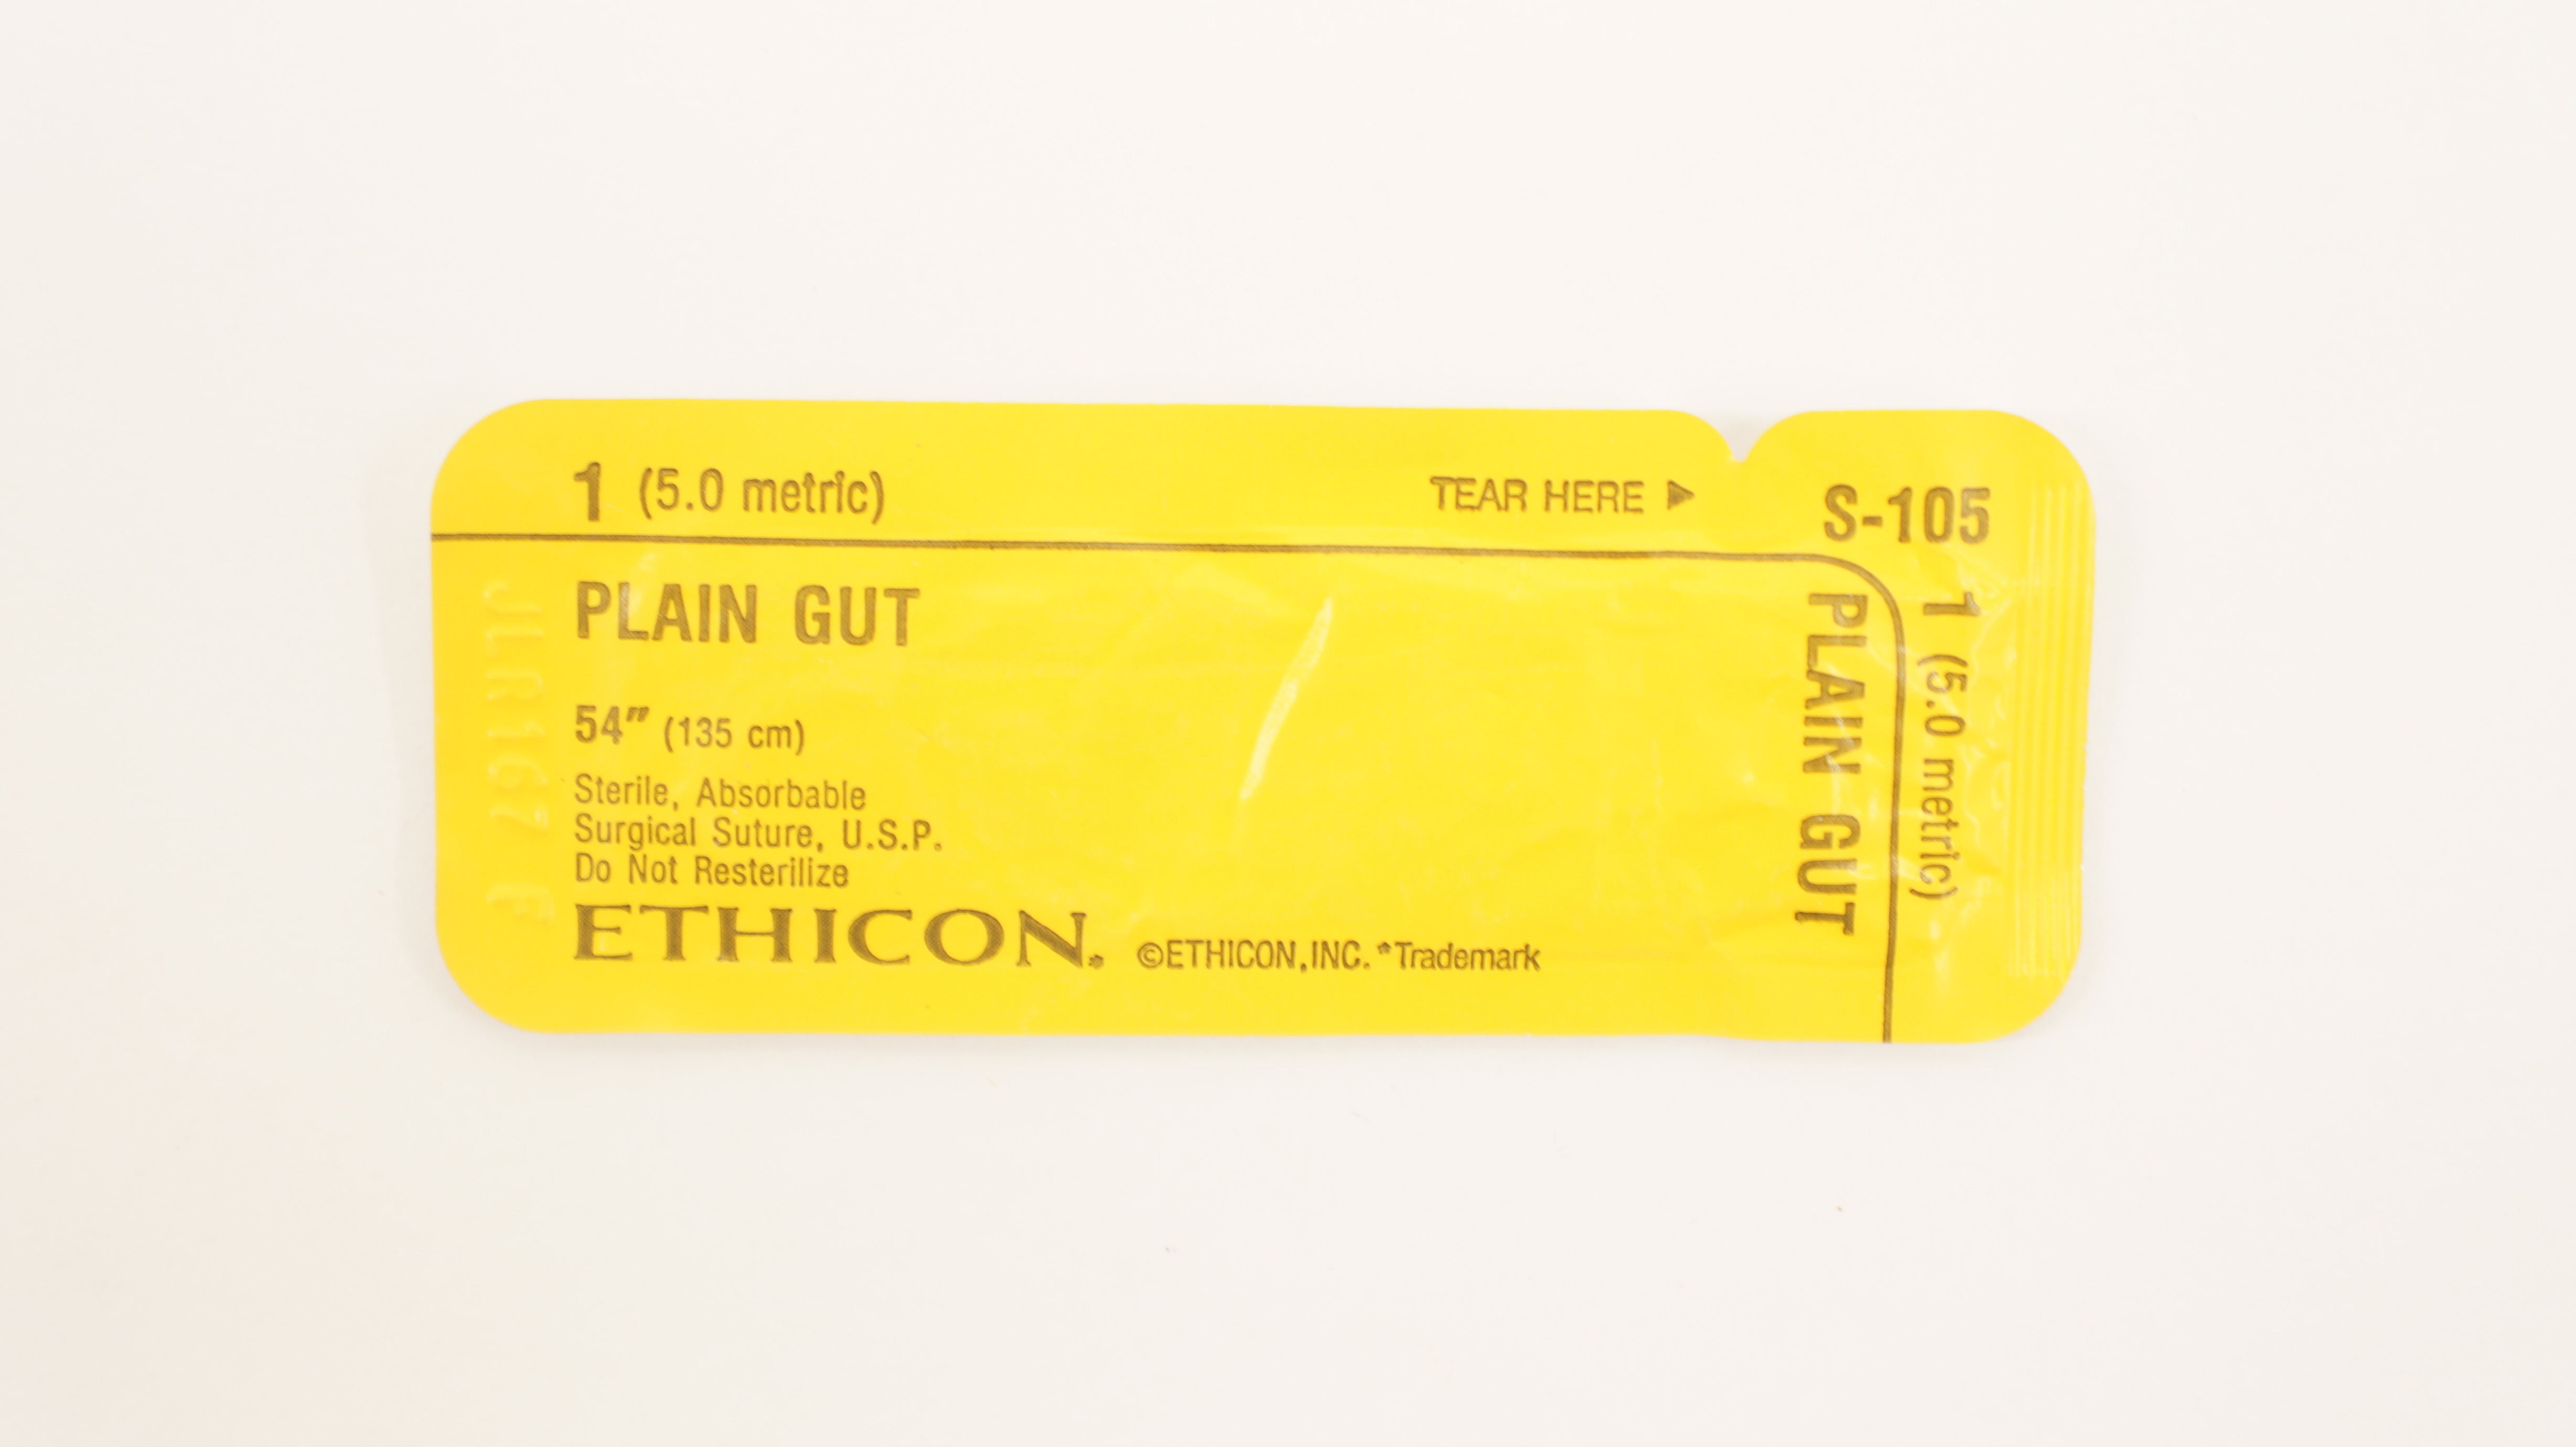 1 (5.0 metric)
TEAR HERE ▶
S-105
PLAIN GUT
54″ (135 cm)
Sterile, Absorbable
Surgical Suture, U.S.P.
Do Not Resterilize
ETHICON.*
©ETHICON, INC. *Trademark
PLAIN GUT
1 (5.0 metric)
JLR167 F